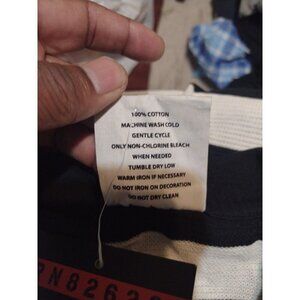 100% COTTON
MACHINE WASH COLD
GENTLE CYCLE
ONLY NON-CHLORINE BLEACH
WHEN NEEDED
TUMBLE DRY LOW
WARM IRON IF NECESSARY
DO NOT IRON ON DECORATION
DO NOT DRY CLEAN